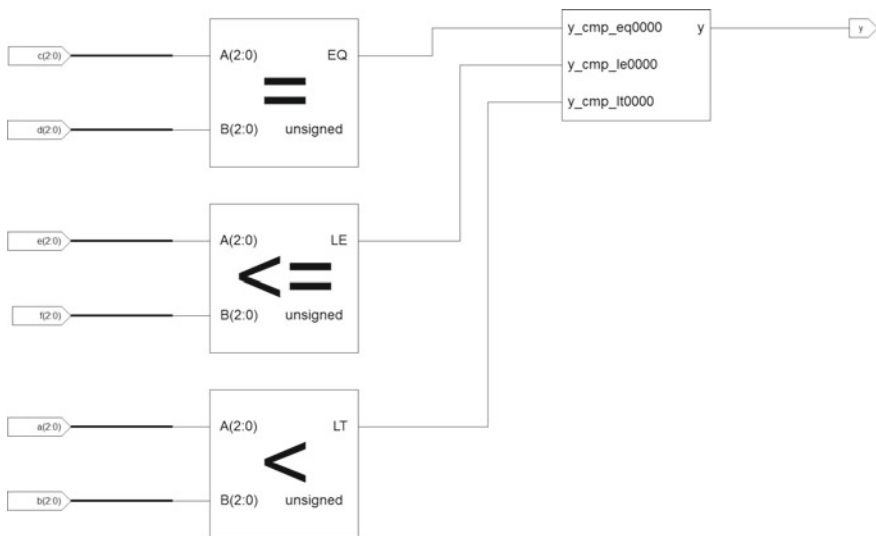 c(2:0)
A(2:0) EQ
=
d(2:0)
B(2:0) unsigned
y_cmp_eq0000 y
y_cmp_le0000
y_cmp_lt0000
y
e(2:0)
A(2:0) LE
<=
f(2:0)
B(2:0) unsigned
a(2:0)
A(2:0) LT
<
b(2:0)
B(2:0) unsigned